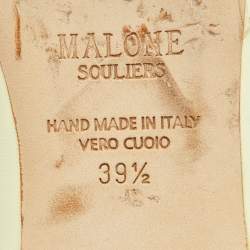 MALONE
SOULIERS
HAND MADE IN ITALY
VERO CUOIO
39½